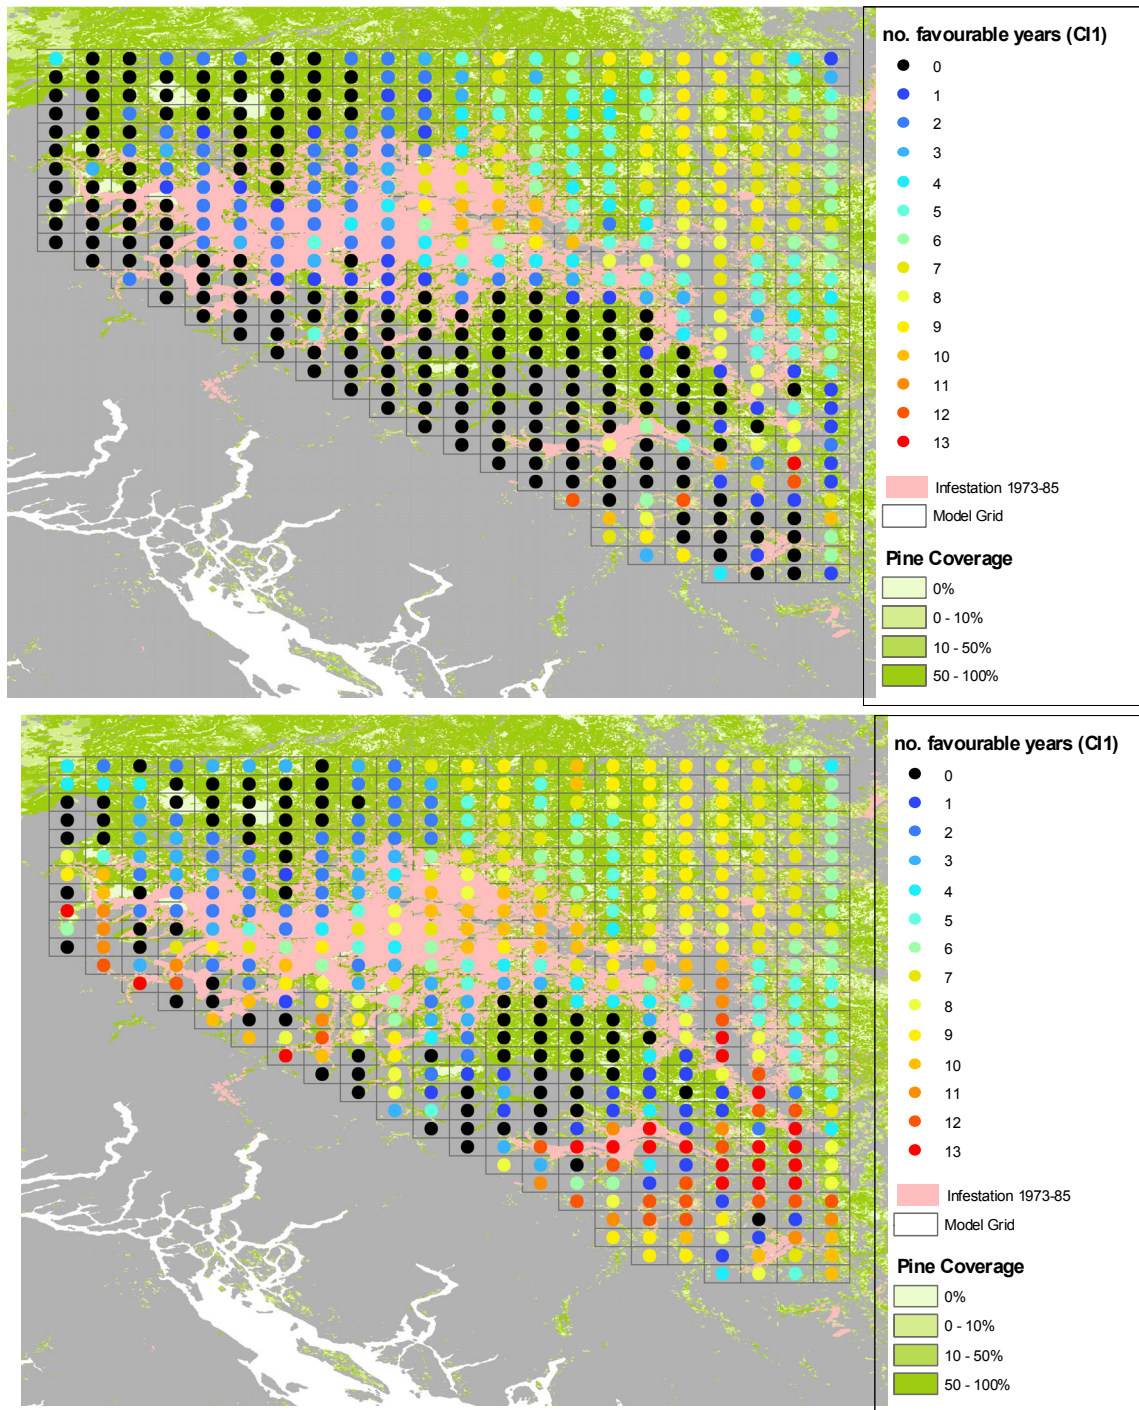 no. favourable years (CI1)
0
1
2
3
4
5
6
7
8
9
10
11
12
13
Infestation 1973-85
Model Grid
Pine Coverage
0%
0 - 10%
10 - 50%
50 - 100%
no. favourable years (CI1)
0
1
2
3
4
5
6
7
8
9
10
11
12
13
Infestation 1973-85
Model Grid
Pine Coverage
0%
0 - 10%
10 - 50%
50 - 100%